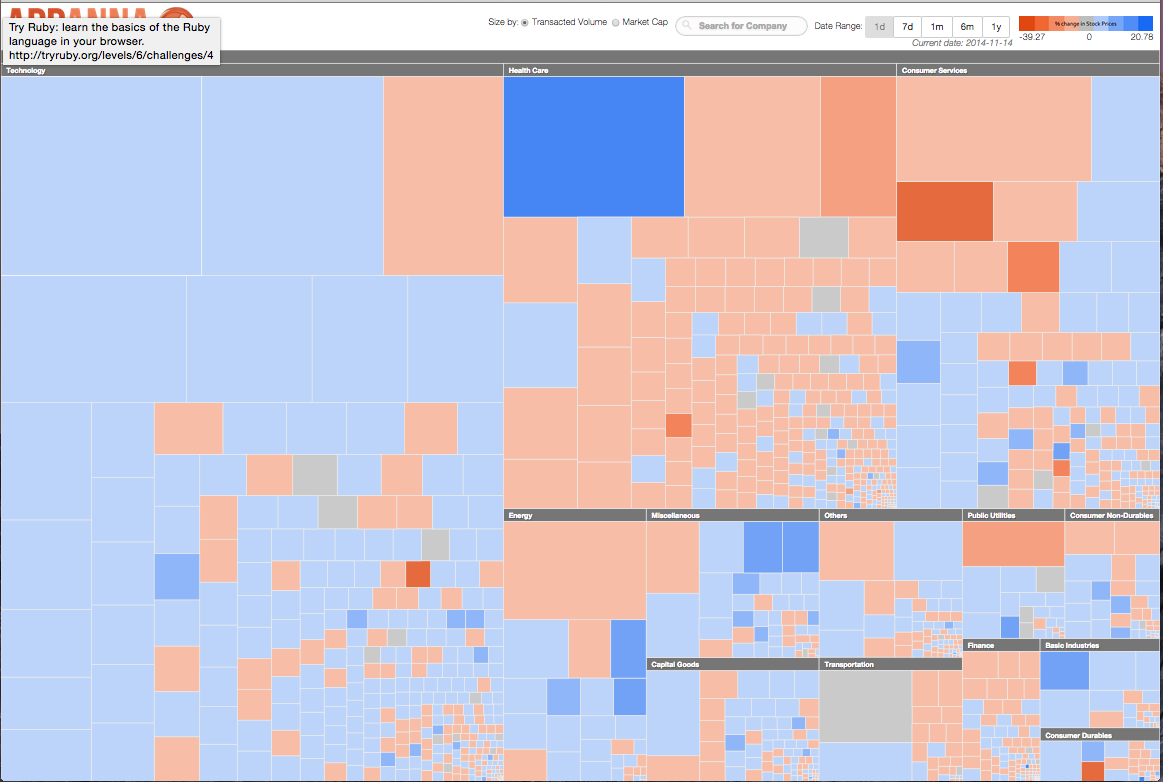 Try Ruby: learn the basics of the Ruby
language in your browser.
http://tryruby.org/levels/6/challenges/4
Size by: Transacted Volume Market Cap
Search for Company
Date Range: 1d 7d 1m 6m 1y
Current date: 2014-11-14
% change in Stock Prices
-39.27 0 20.78
Technology
Health Care
Consumer Services
Energy
Miscellaneous
Others
Public Utilities
Consumer Non-Durables
Capital Goods
Transportation
Finance
Basic Industries
Consumer Durables